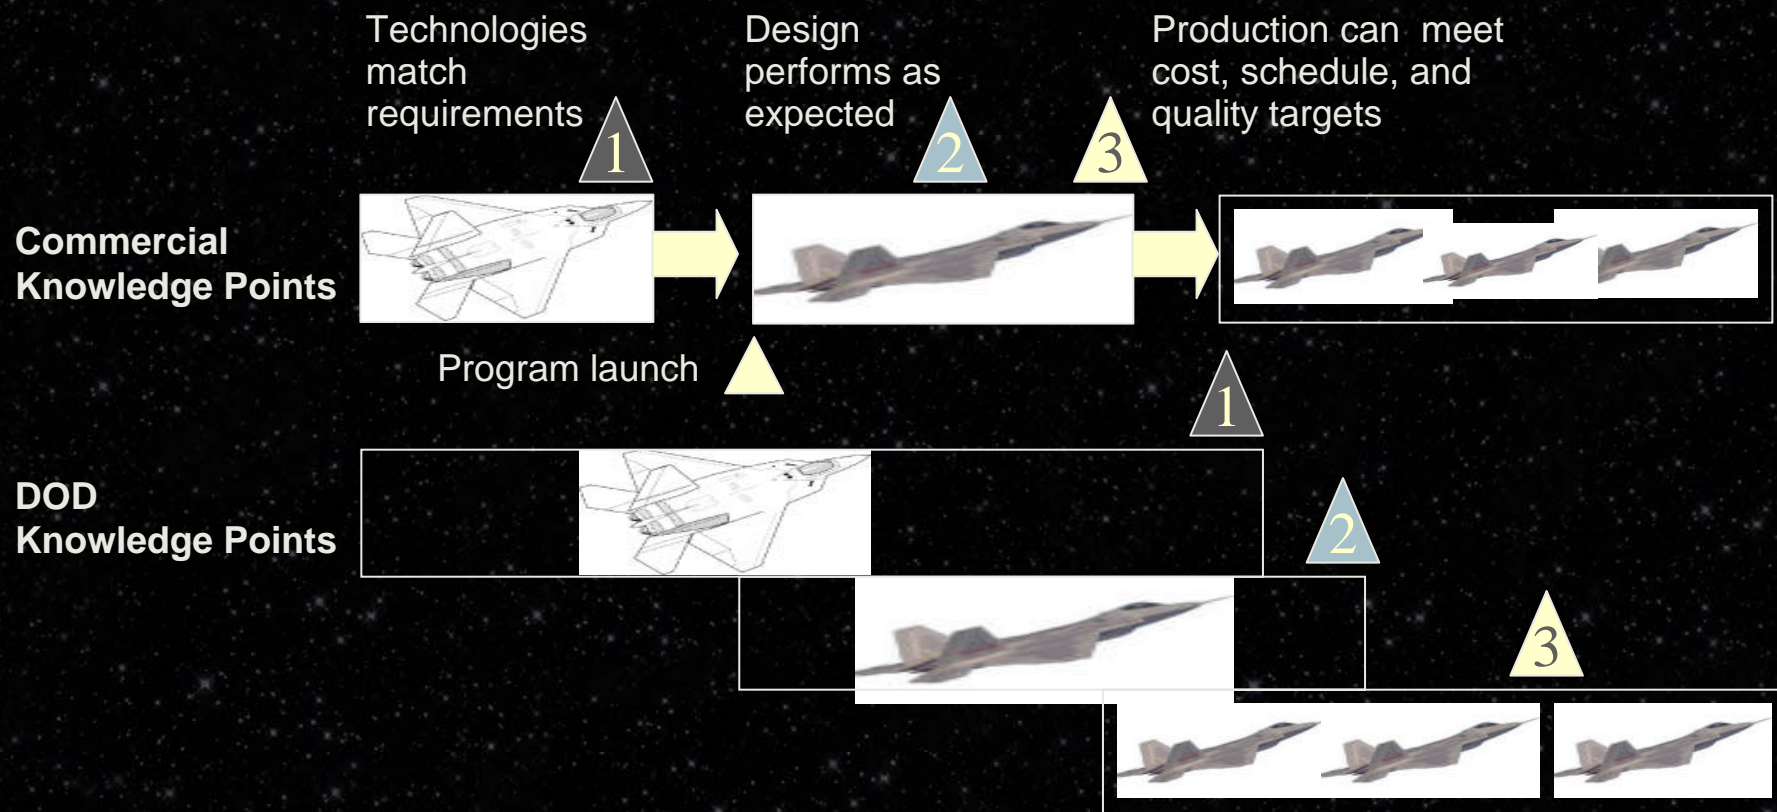 Technologies
match
requirements
1
Design
performs as
expected
2
3
Production can meet
cost, schedule, and
quality targets
Commercial
Knowledge Points
Program launch
1
DOD
Knowledge Points
2
3